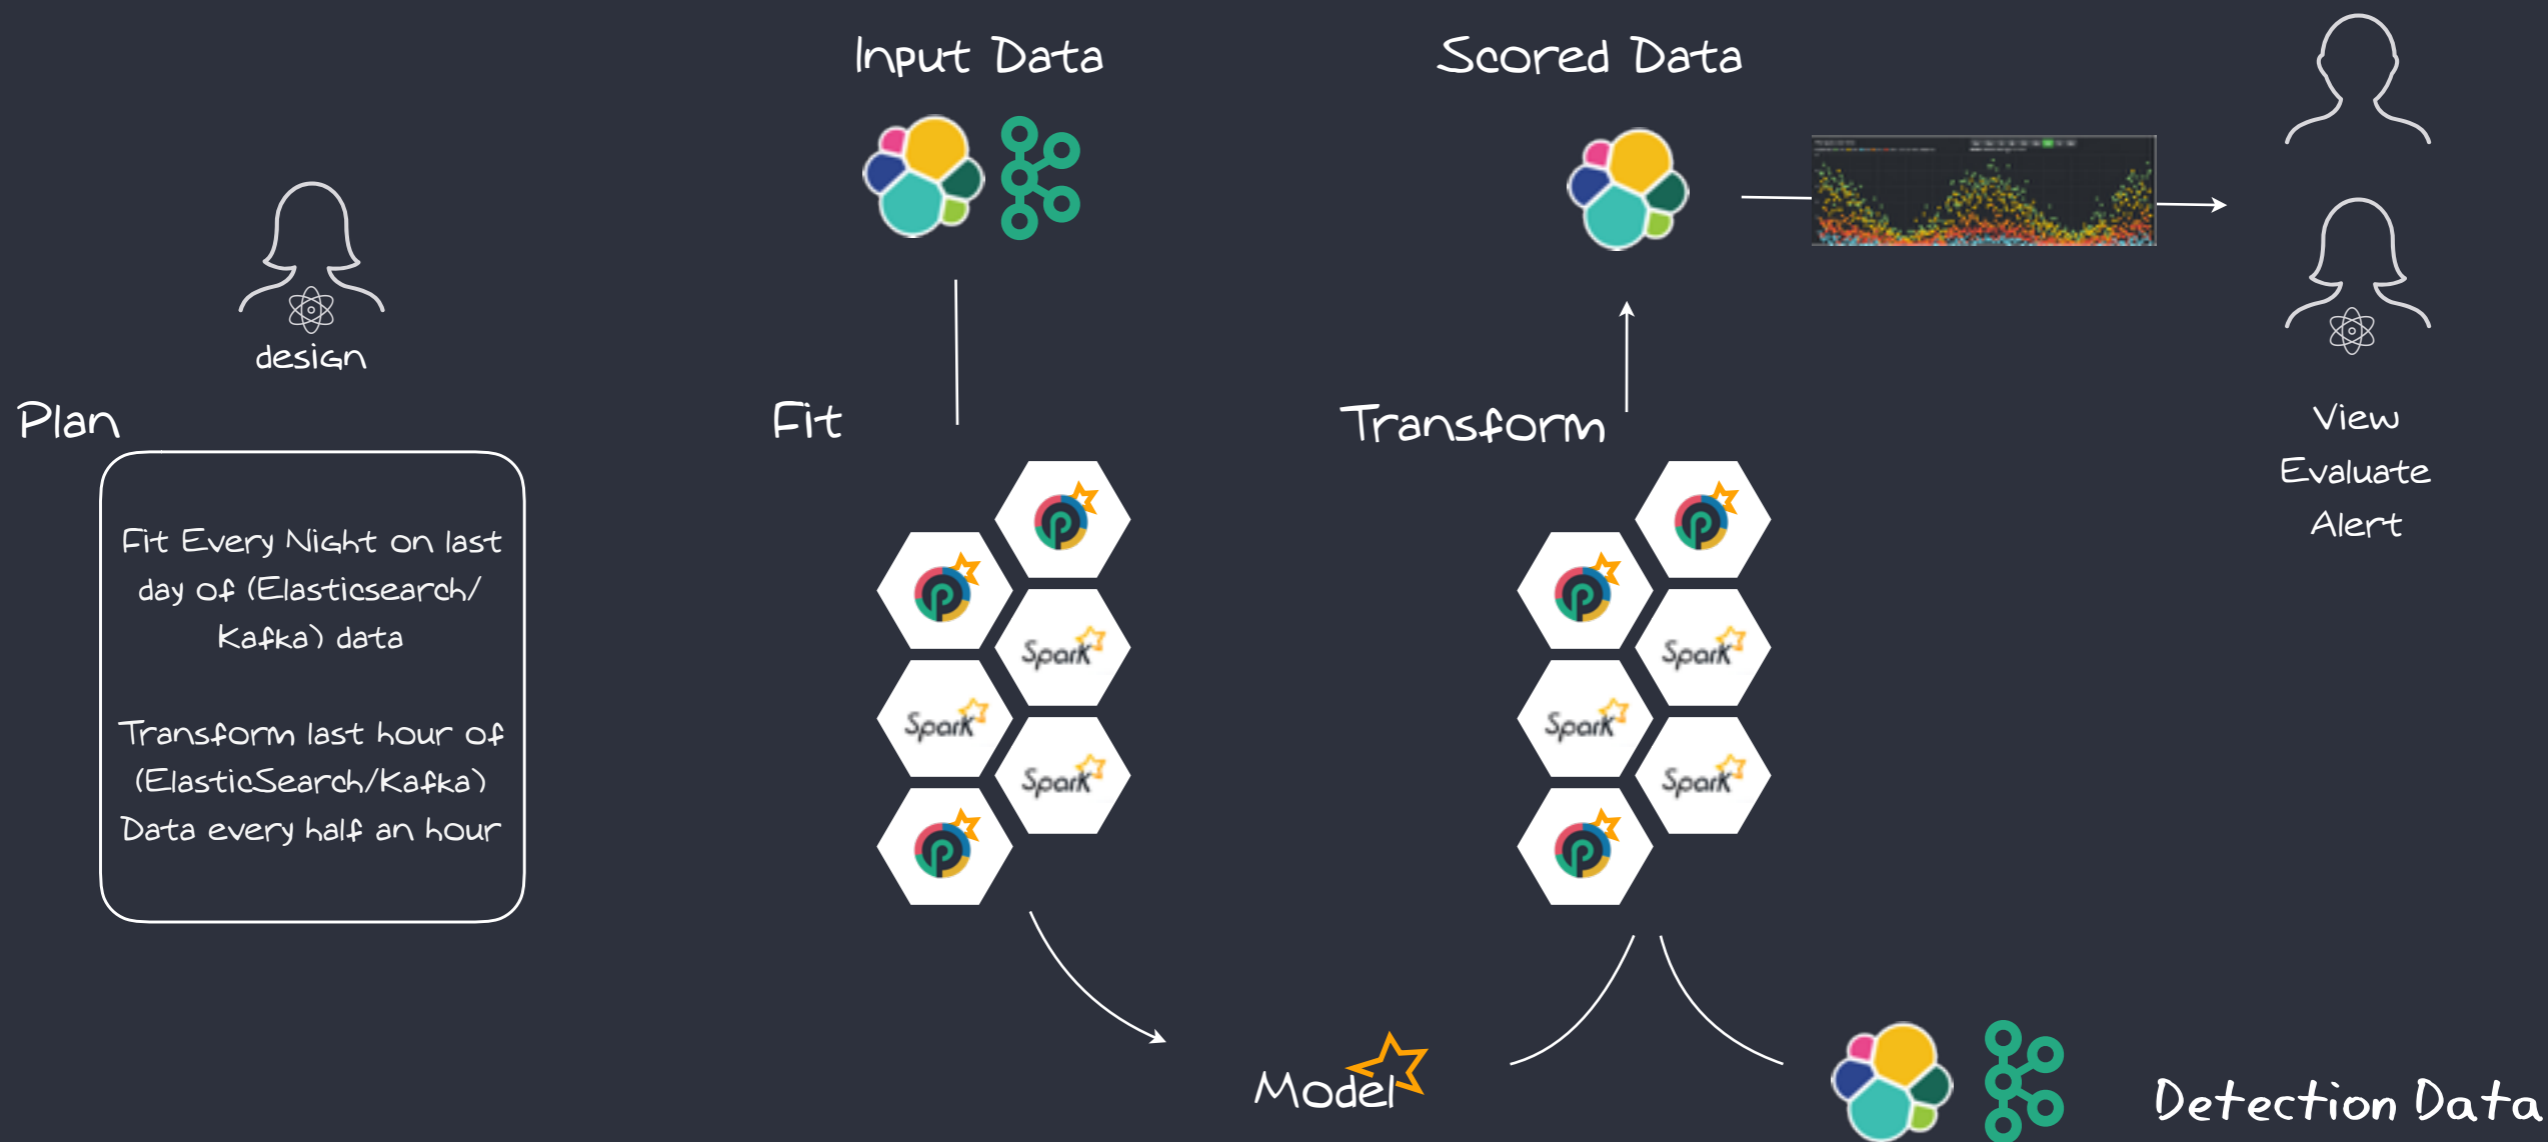 Input Data
Scored Data
design
Plan
Fit Every Night on last
day of (Elasticsearch/
Kafka) data
Transform last hour of
(ElasticSearch/Kafka)
Data every half an hour
Fit
Spark
Spark
Spark
Transform
Spark
Spark
Spark
View
Evaluate
Alert
Model
Detection Data